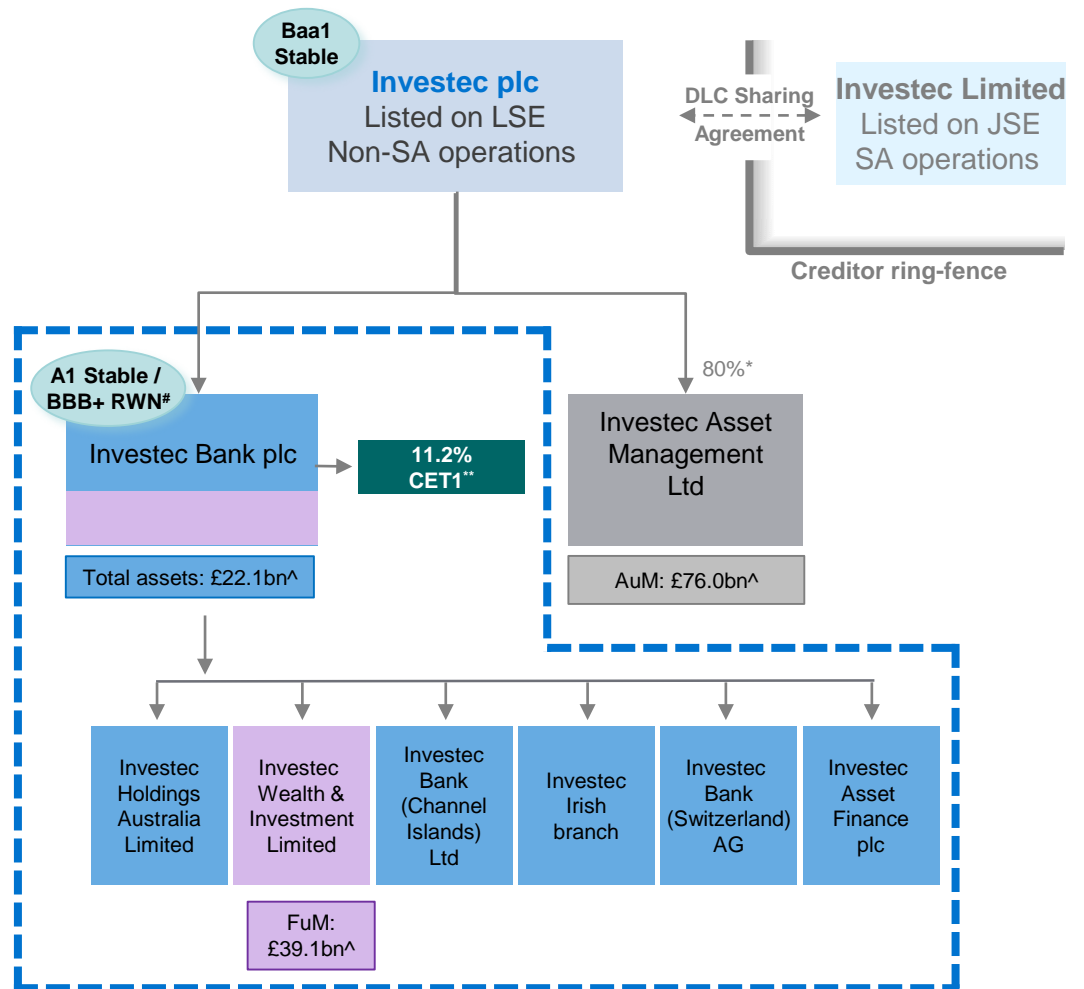 Baa1
Stable
Investec plc
Listed on LSE
Non-SA operations
DLC Sharing
Agreement
Investec Limited
Listed on JSE
SA operations
Creditor ring-fence
A1 Stable /
BBB+ RWN#
Investec Bank plc
11.2%
CET1**
80%*
Investec Asset
Management
Ltd
Total assets: £22.1bn^
AuM: £76.0bn^
Investec
Holdings
Australia
Limited
Investec
Wealth &
Investment
Limited
Investec
Bank
(Channel
Islands)
Ltd
Investec
Irish
branch
Investec
Bank
(Switzerland)
AG
Investec
Asset
Finance
plc
FuM:
£39.1bn^